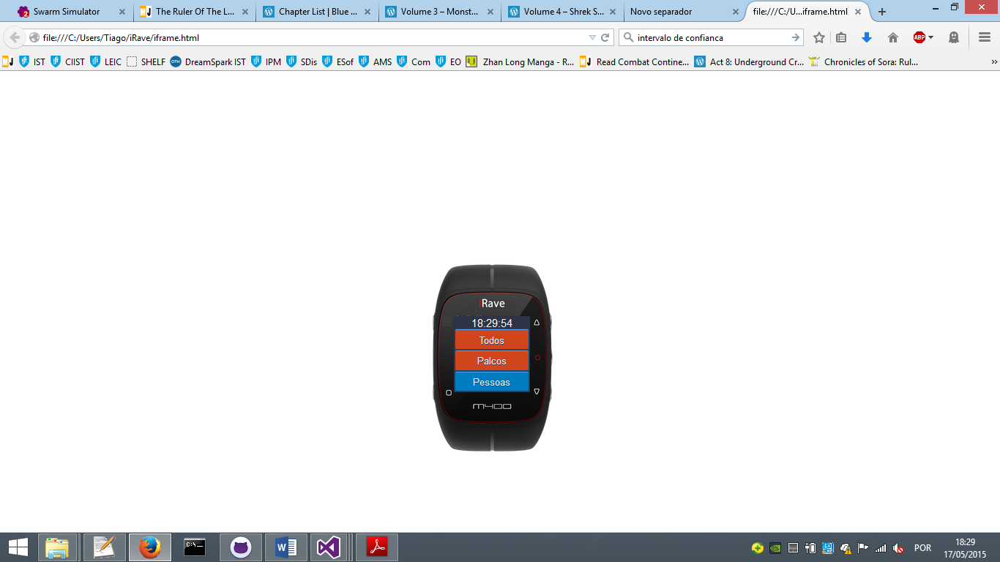 Swarm Simulator
The Ruler Of The L...
Chapter List | Blue ...
Volume 3 – Monst...
Volume 4 – Shrek S...
Novo separador
file:///C:/U...iframe.html
file:///C:/Users/Tiago/iRave/iframe.html
intervalo de confianca
ABP
IST
CIIST
LEIC
SHELF
DreamSpark IST
IPM
SDis
ESof
AMS
Com
EO
Zhan Long Manga - R...
Read Combat Contine...
Act 8: Underground Cr...
Chronicles of Sora: Rul...
iRave
18:29:54
Todos
Palcos
Pessoas
M400
POR
18:29
17/05/2015